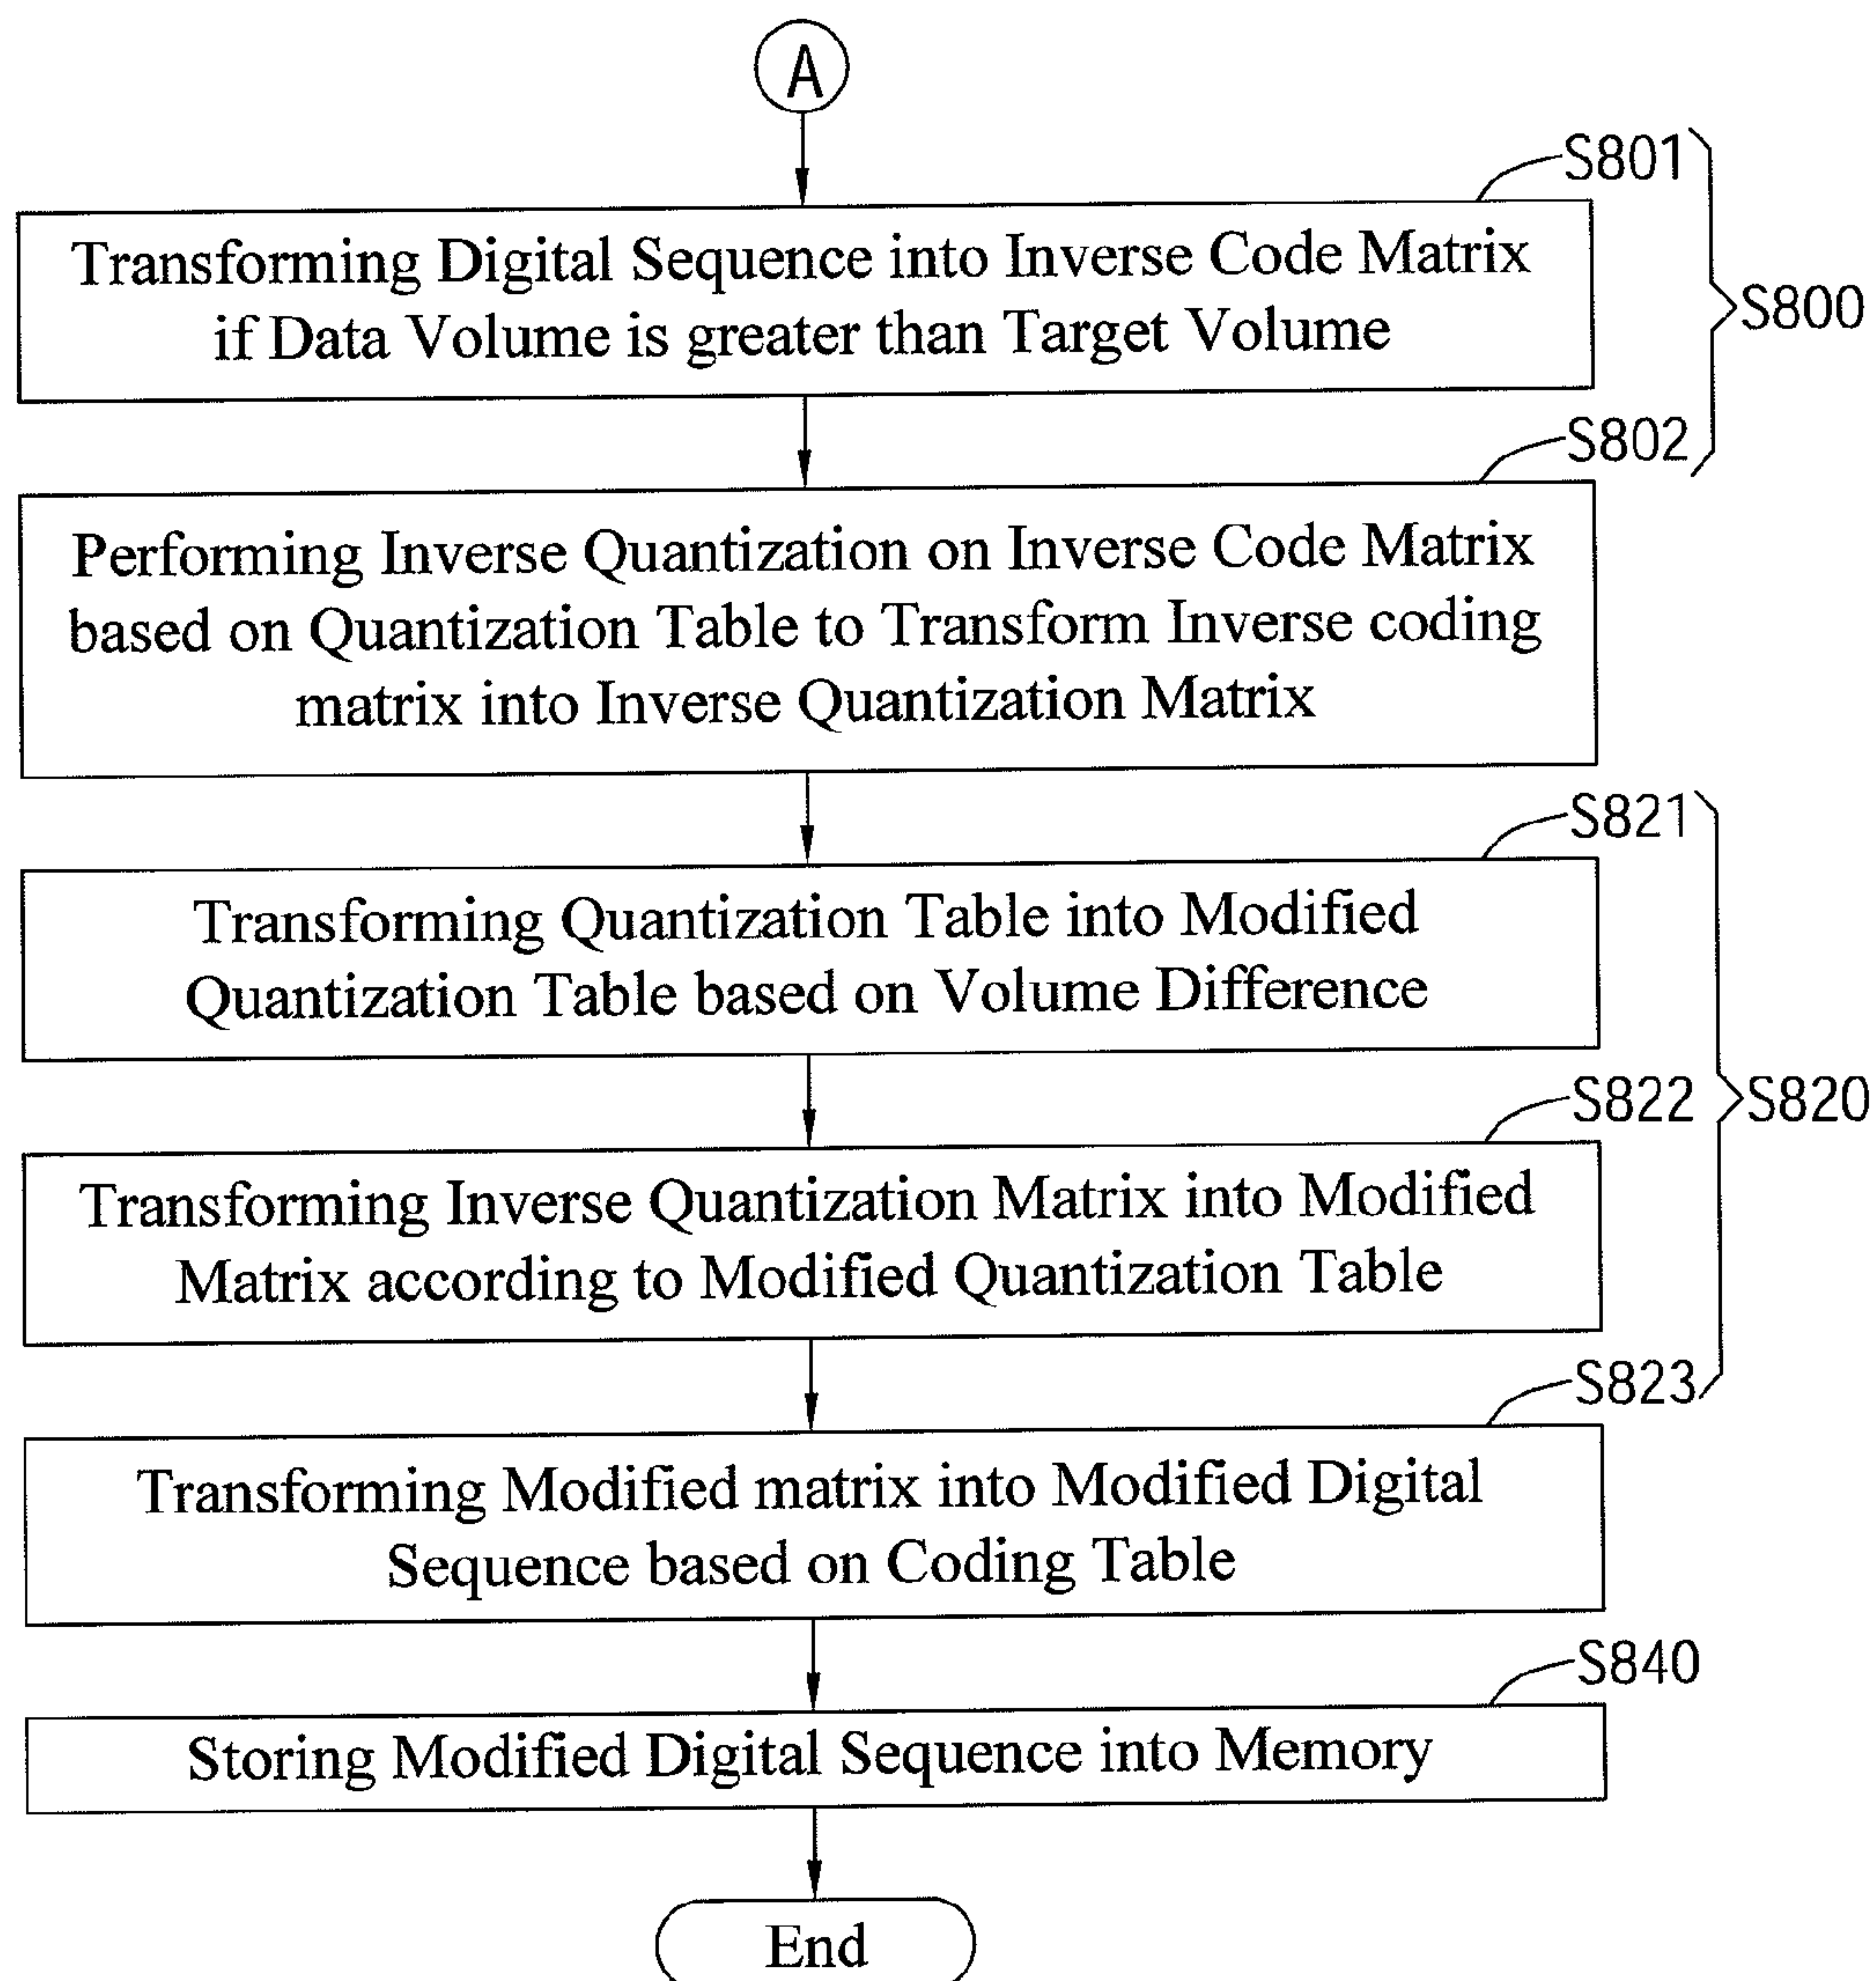 A
S801
Transforming Digital Sequence into Inverse Code Matrix
if Data Volume is greater than Target Volume
S800
S802
Performing Inverse Quantization on Inverse Code Matrix
based on Quantization Table to Transform Inverse coding
matrix into Inverse Quantization Matrix
S821
Transforming Quantization Table into Modified
Quantization Table based on Volume Difference
S822
S820
Transforming Inverse Quantization Matrix into Modified
Matrix according to Modified Quantization Table
S823
Transforming Modified matrix into Modified Digital
Sequence based on Coding Table
S840
Storing Modified Digital Sequence into Memory
End